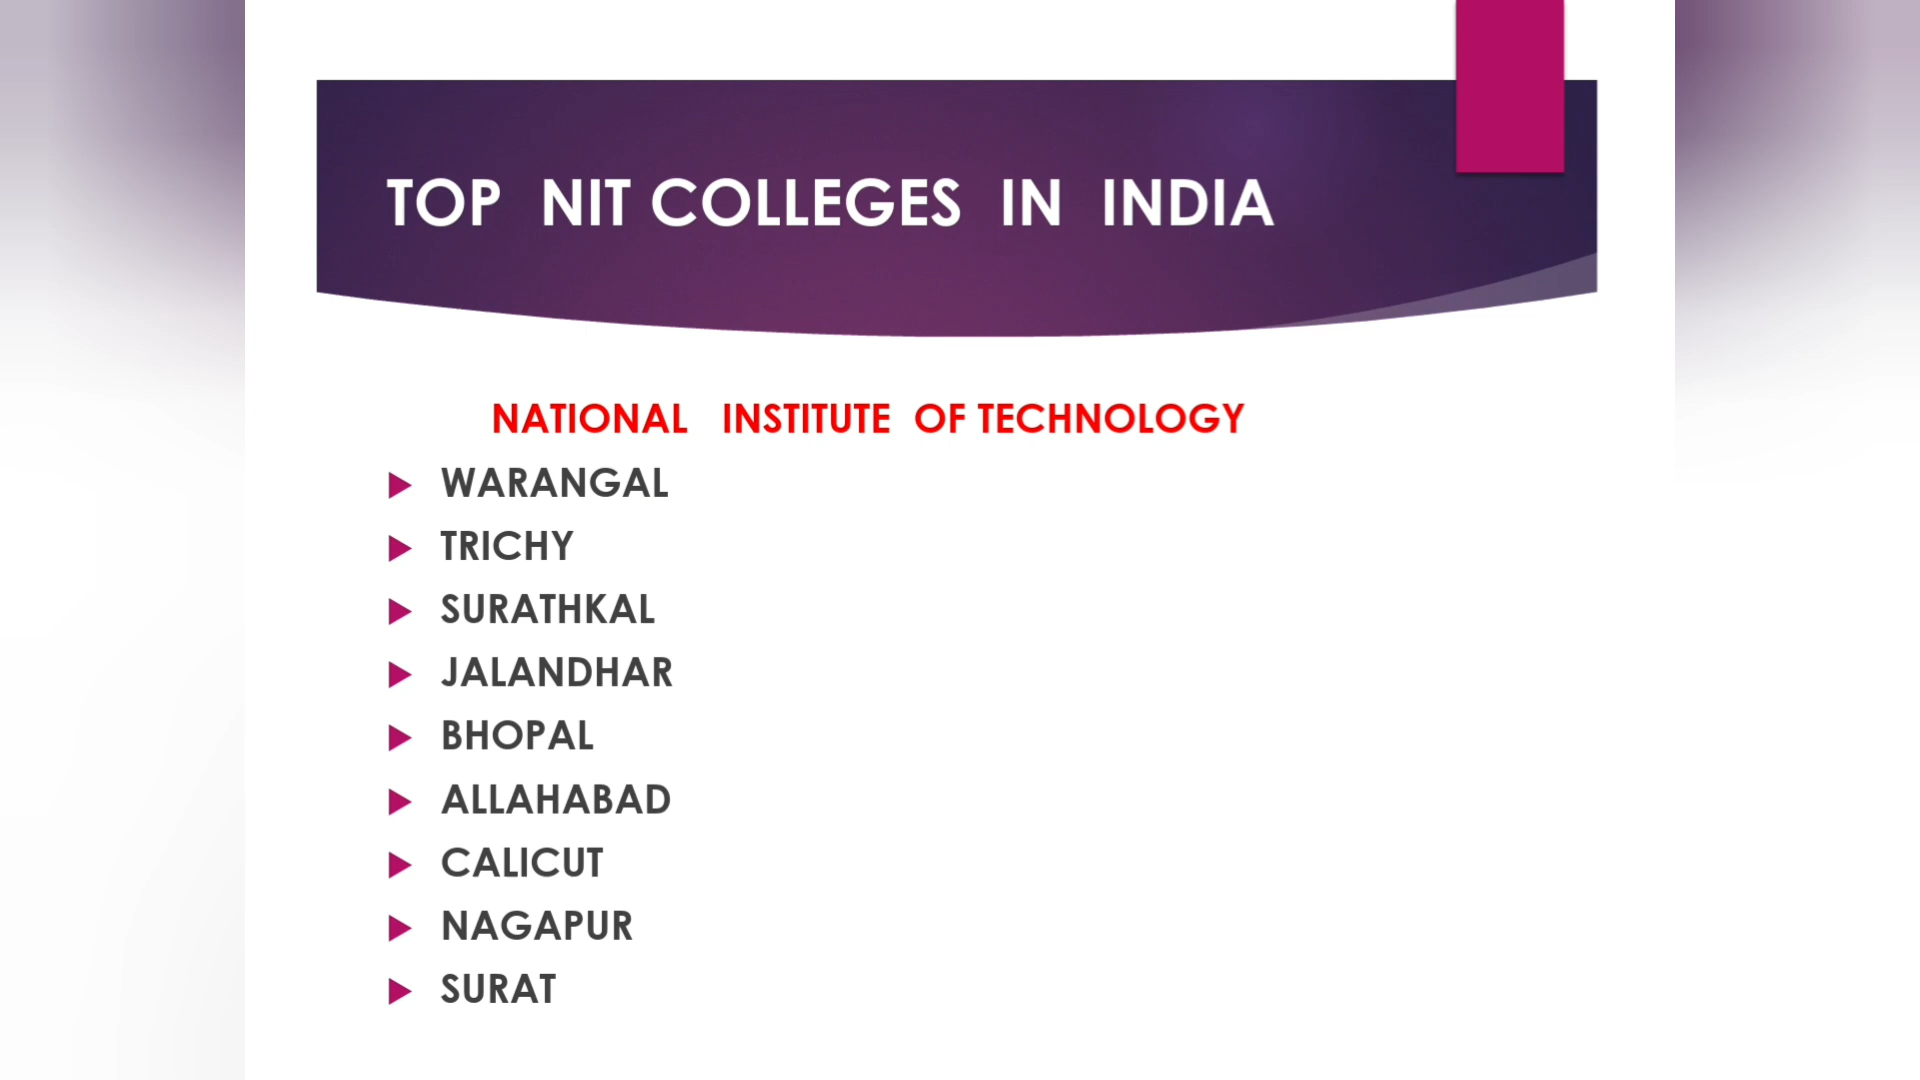 TOP NIT COLLEGES IN INDIA
NATIONAL INSTITUTE OF TECHNOLOGY
WARANGAL
TRICHY
SURATHKAL
JALANDHAR
BHOPAL
ALLAHABAD
CALICUT
NAGAPUR
SURAT